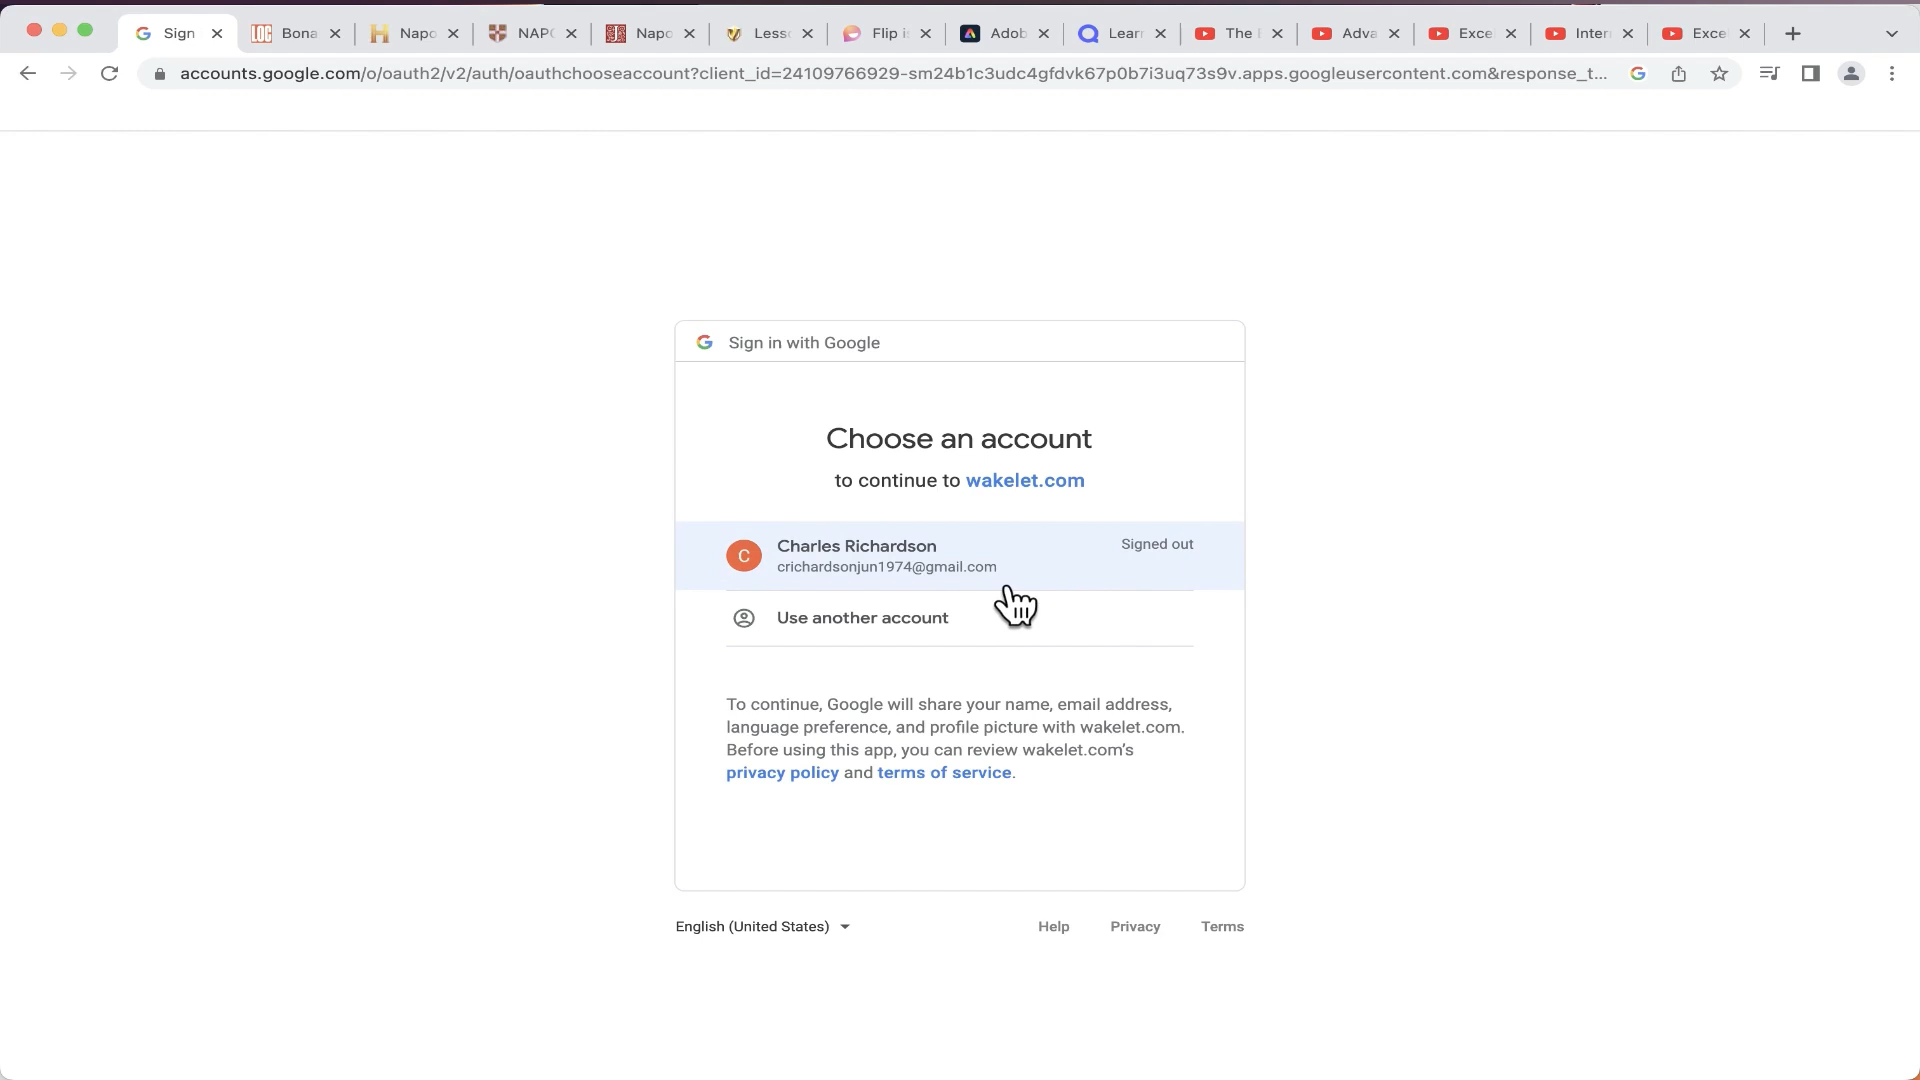 Sign
Bona
Napo
NAPO
Napo
Less
Flip i
Adob
Lear
The
Adva
Exce
Inter
Exce
accounts.google.com/o/oauth2/v2/auth/oauthchooseaccount?client_id=24109766929-sm24b1c3udc4gfdvk67p0b7i3uq73s9v.apps.googleusercontent.com&response_t...
Sign in with Google
Choose an account
to continue to wakelet.com
C
Charles Richardson
Signed out
crichardsonjun1974@gmail.com
Use another account
To continue, Google will share your name, email address,
language preference, and profile picture with wakelet.com.
Before using this app, you can review wakelet.com's
privacy policy and terms of service.
English (United States)
Help
Privacy
Terms